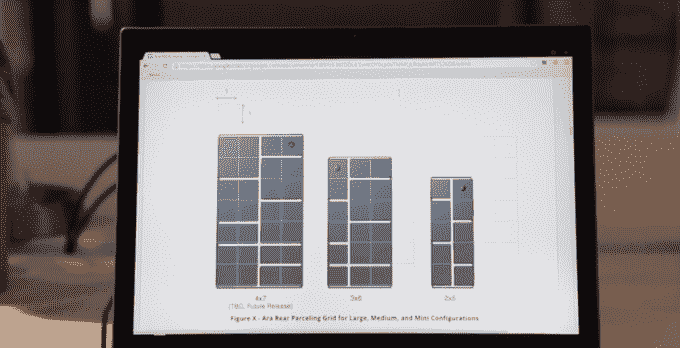 4x7
3x6
2x5
(TBD, Future Release)
Figure X - Ara Rear Parceling Grid for Large, Medium, and Mini Configurations